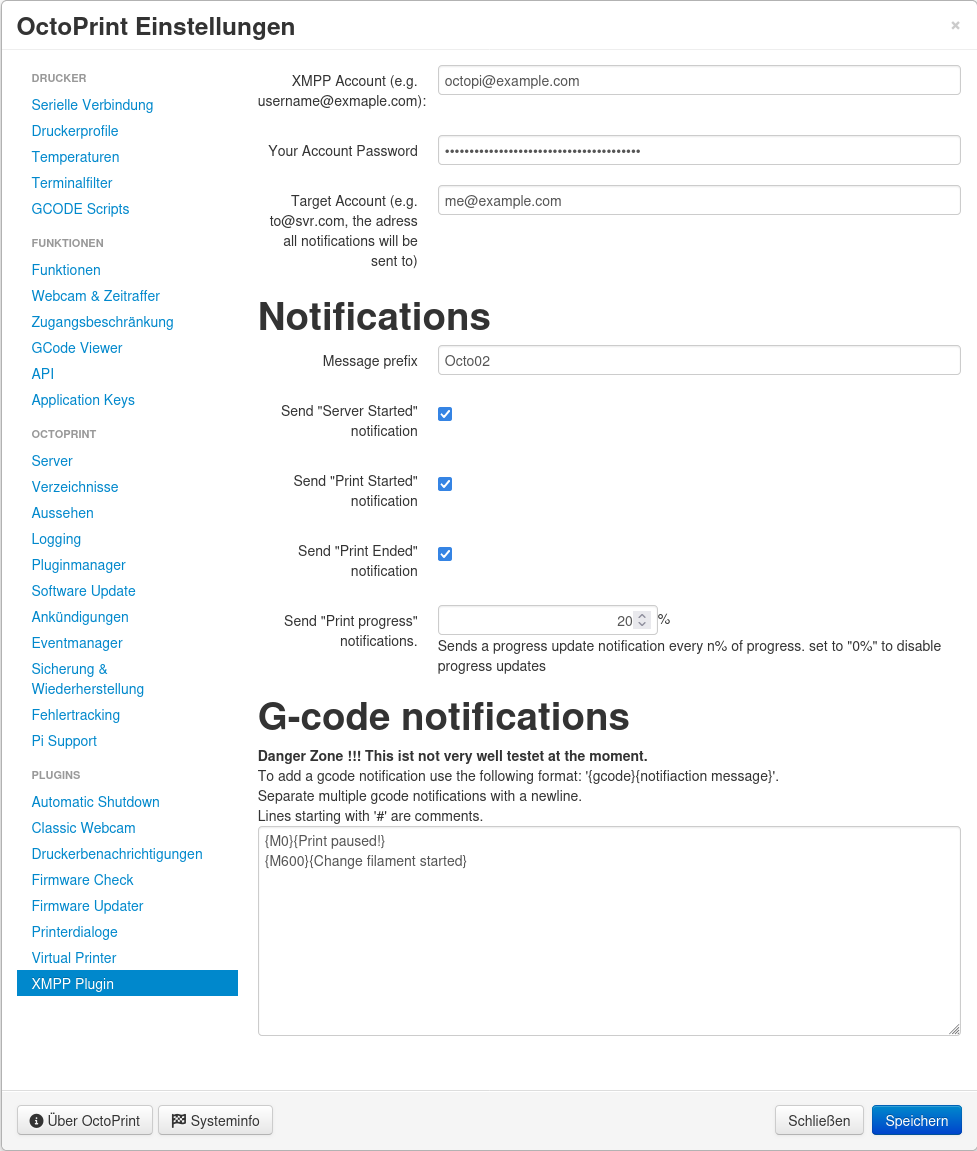 OctoPrint Einstellungen
×
DRUCKER
Serielle Verbindung
Druckerprofile
Temperaturen
Terminalfilter
GCODE Scripts
FUNKTIONEN
Funktionen
Webcam & Zeitraffer
Zugangsbeschränkung
GCode Viewer
API
Application Keys
OCTOPRINT
Server
Verzeichnisse
Aussehen
Logging
Pluginmanager
Software Update
Ankündigungen
Eventmanager
Sicherung &
Wiederherstellung
Fehlertracking
Pi Support
PLUGINS
Automatic Shutdown
Classic Webcam
Druckerbenachrichtigungen
Firmware Check
Firmware Updater
Printerdialoge
Virtual Printer
XMPP Plugin
XMPP Account (e.g.
username@exmaple.com):
octopi@example.com
Your Account Password
••••••••••••••••••••••••••••••••••••••••
Target Account (e.g.
to@svr.com, the adress
all notifications will be
sent to)
me@example.com
Notifications
Message prefix
Octo02
Send "Server Started"
notification
Send "Print Started"
notification
Send "Print Ended"
notification
Send "Print progress"
notifications.
20 %
Sends a progress update notification every n% of progress. set to "0%" to disable
progress updates
G-code notifications
Danger Zone !!! This ist not very well testet at the moment.
To add a gcode notification use the following format: '{gcode}{notifiaction message}'.
Separate multiple gcode notifications with a newline.
Lines starting with '#' are comments.
{M0}{Print paused!}
{M600}{Change filament started}
Über OctoPrint
Systeminfo
Schließen
Speichern